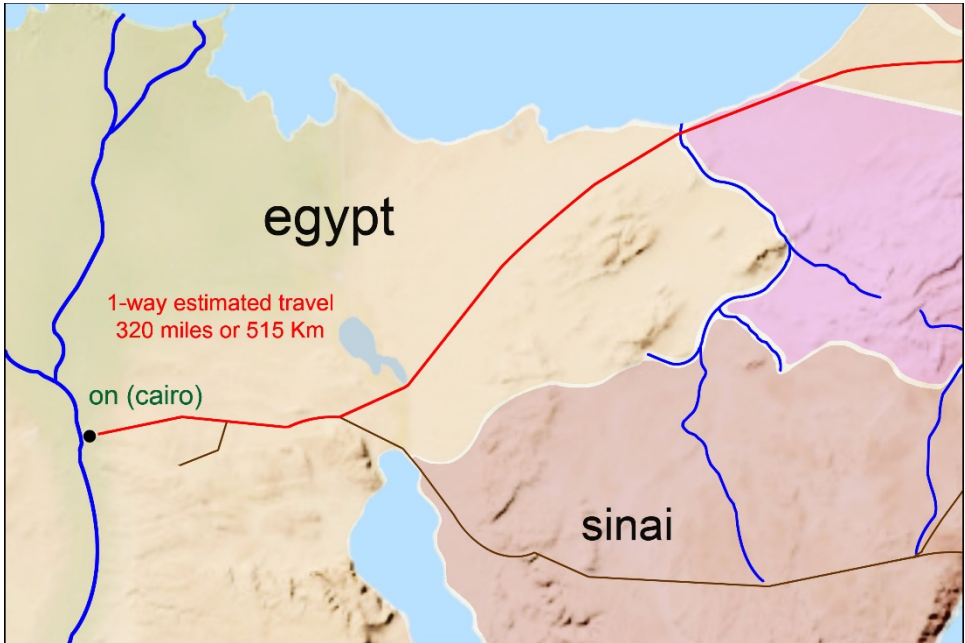 egypt
1-way estimated travel
320 miles or 515 Km
on (cairo)
sinai